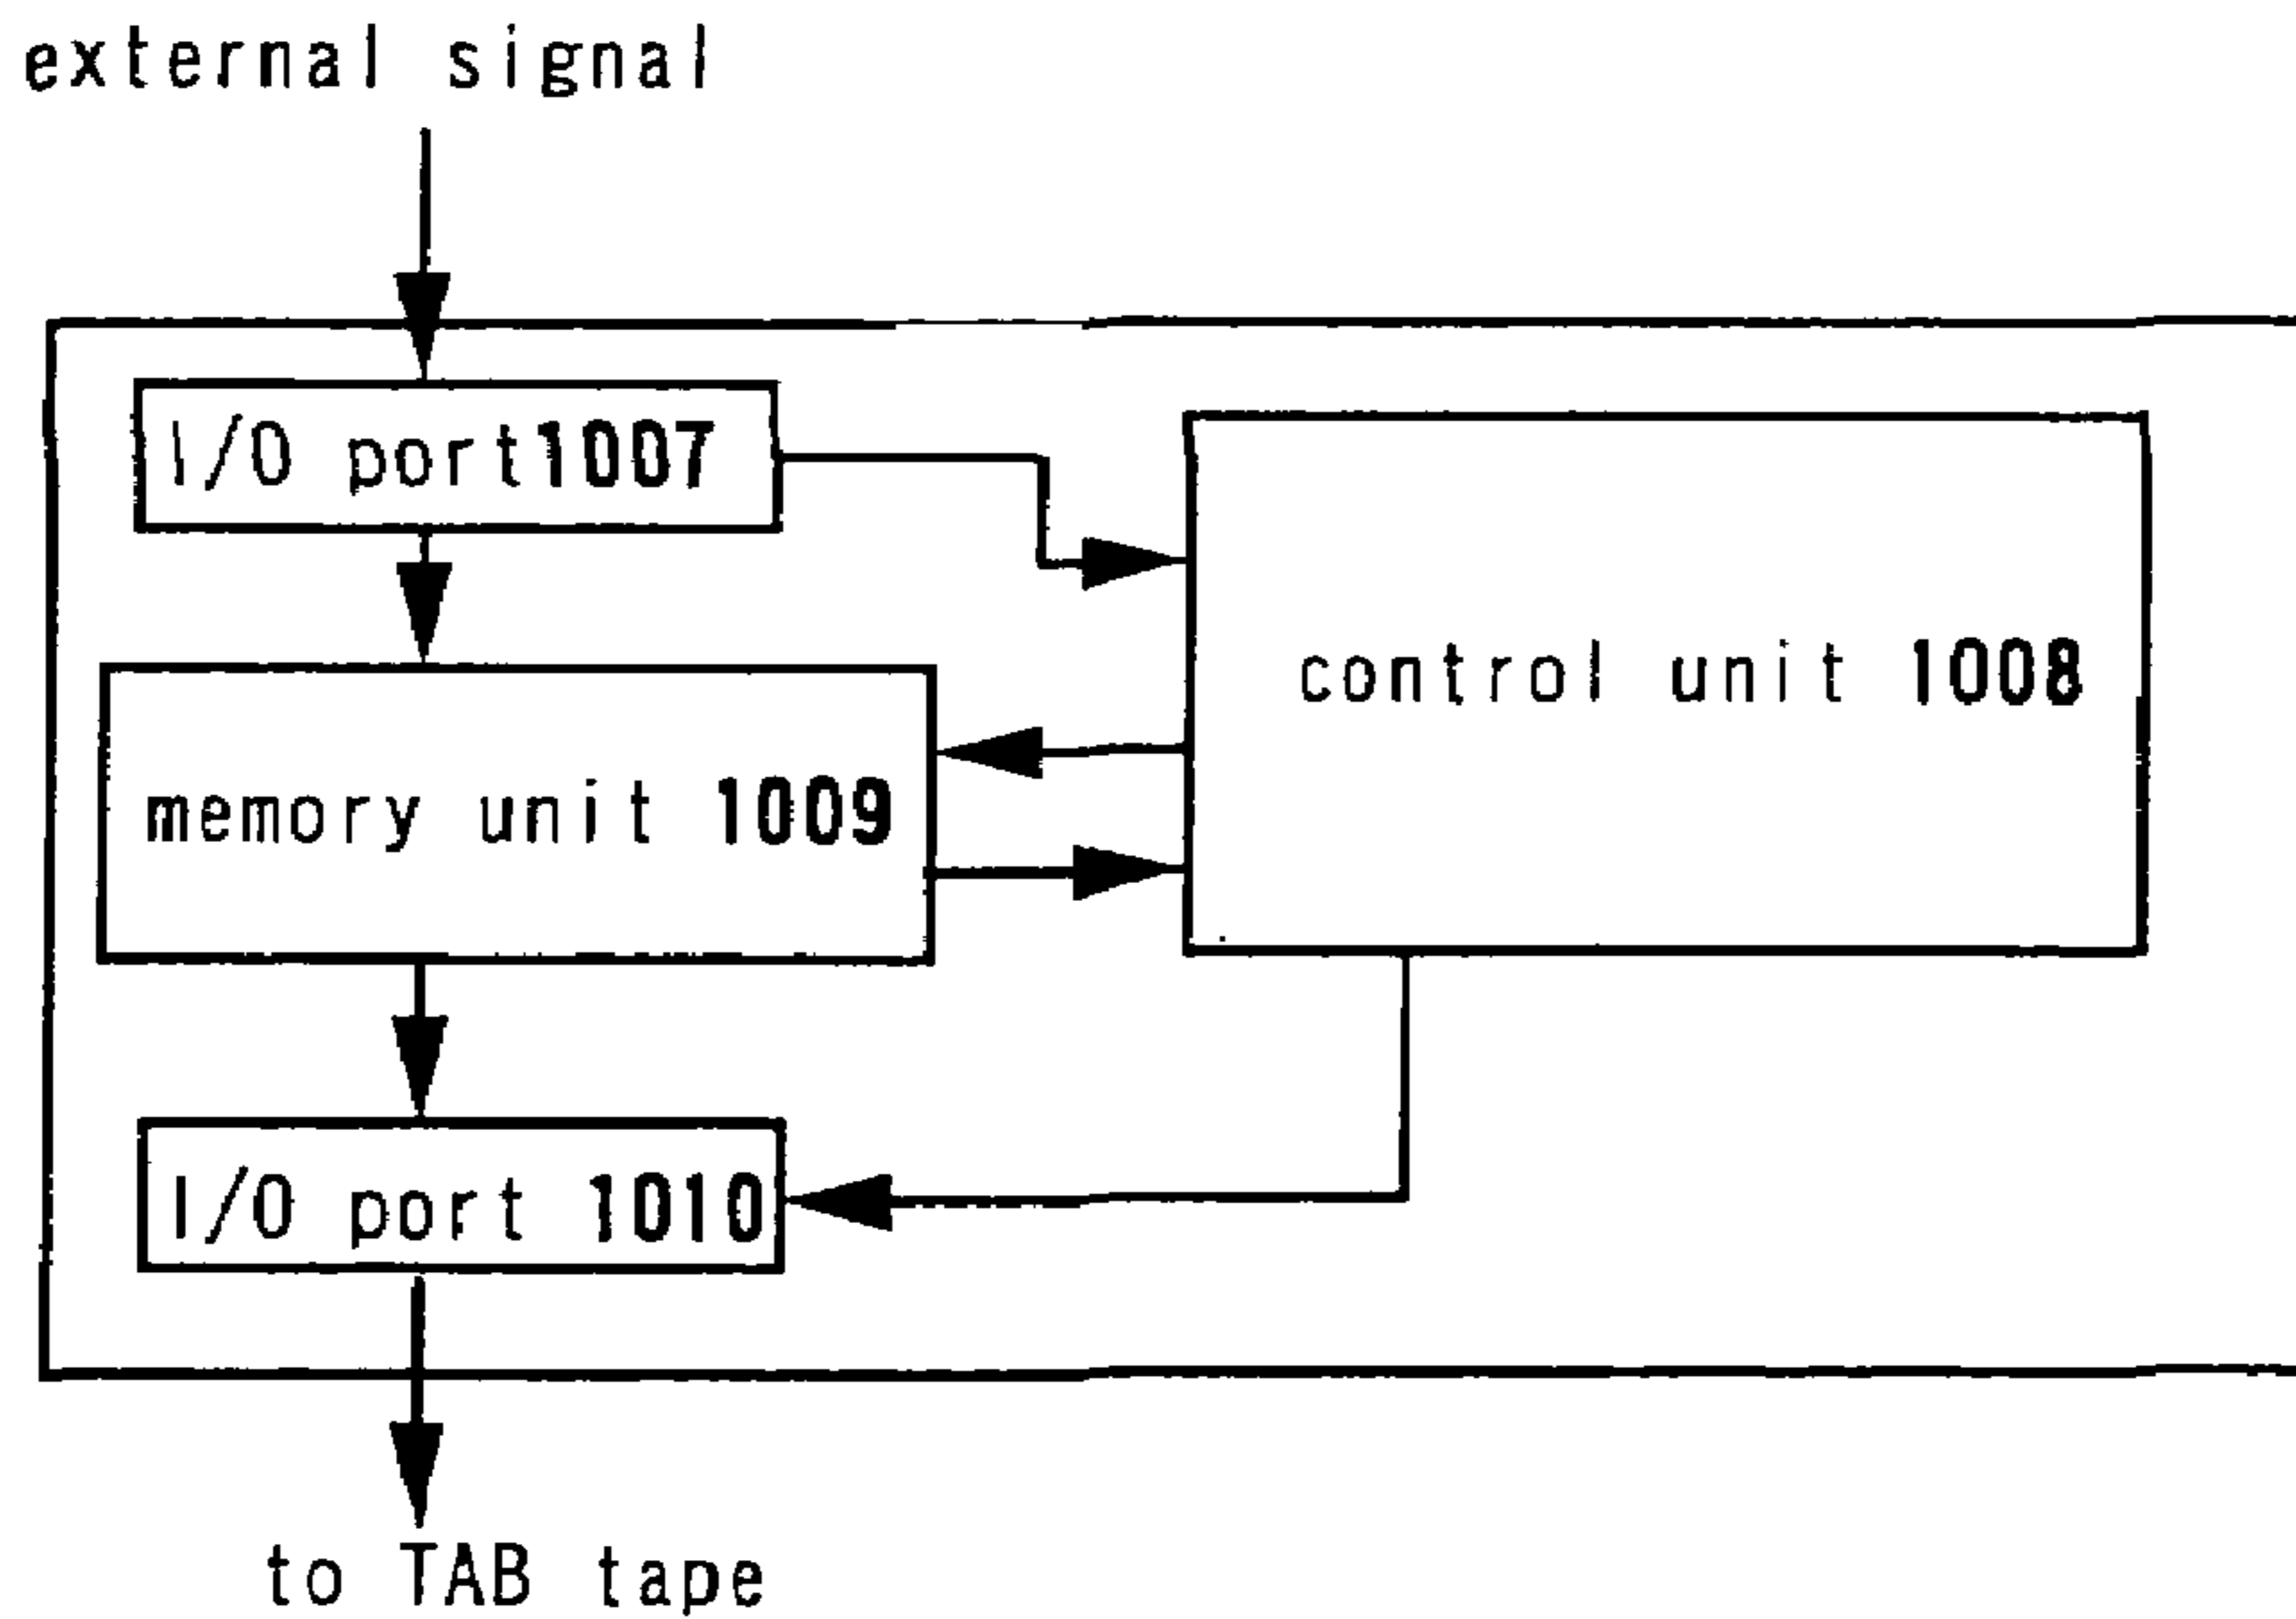 external signal
I/O port1007
control unit 1008
memory unit 1009
I/O port 1010
to TAB tape